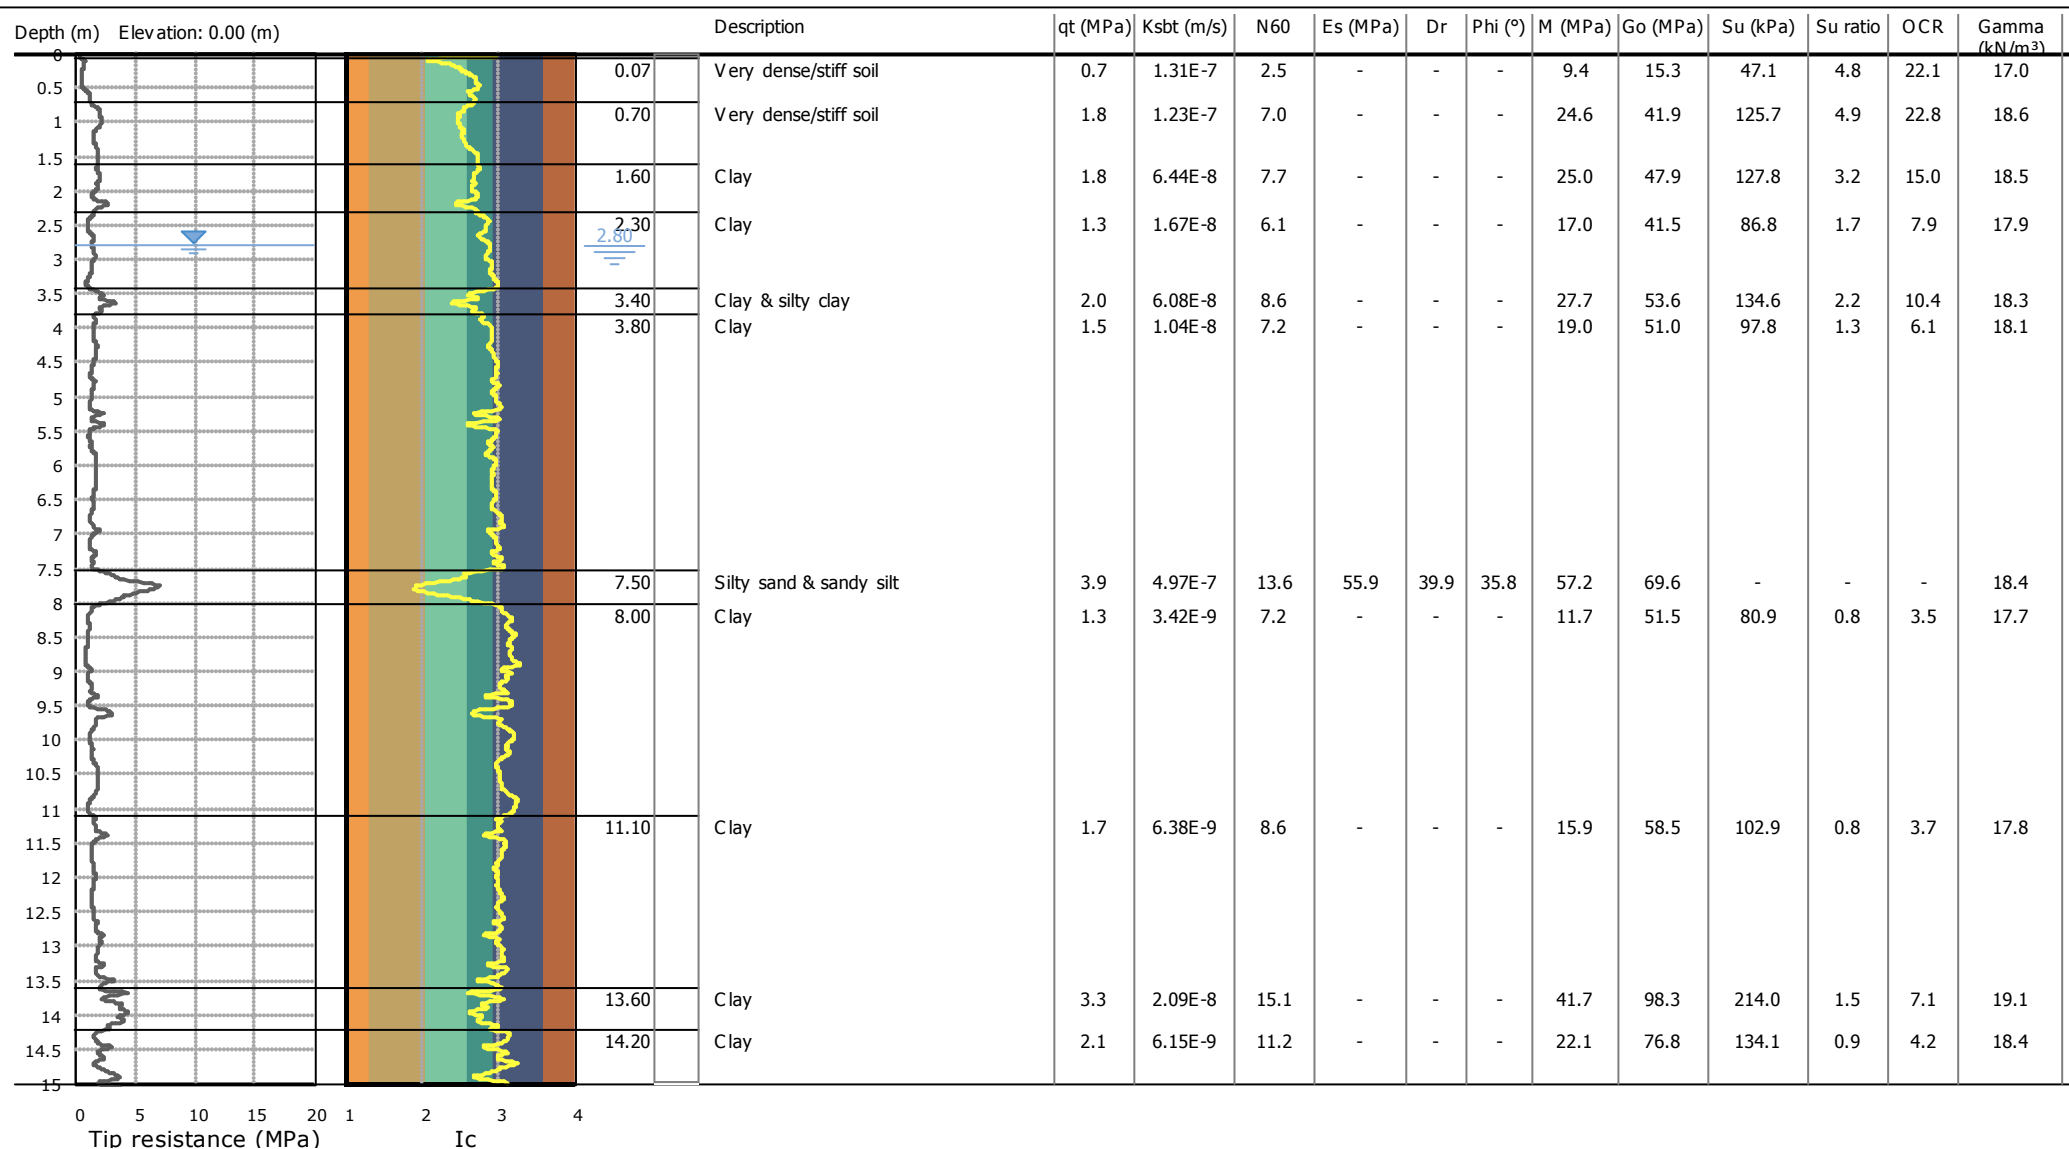 Depth (m) Elevation: 0.00 (m) Description qt (MPa) Ksbt (m/s) N60 Es (MPa) Dr Phi (°) M (MPa) Go (MPa) Su (kPa) Su ratio OCR Gamma (kN/m³)
0
0.07 Very dense/stiff soil 0.7 1.31E-7 2.5 - - - 9.4 15.3 47.1 4.8 22.1 17.0
0.5
0.70 Very dense/stiff soil 1.8 1.23E-7 7.0 - - - 24.6 41.9 125.7 4.9 22.8 18.6
1
1.5
1.60 Clay 1.8 6.44E-8 7.7 - - - 25.0 47.9 127.8 3.2 15.0 18.5
2
2.30 Clay 1.3 1.67E-8 6.1 - - - 17.0 41.5 86.8 1.7 7.9 17.9
2.5
2.80
3
3.5
3.40 Clay & silty clay 2.0 6.08E-8 8.6 - - - 27.7 53.6 134.6 2.2 10.4 18.3
4
3.80 Clay 1.5 1.04E-8 7.2 - - - 19.0 51.0 97.8 1.3 6.1 18.1
4.5
5
5.5
6
6.5
7
7.5
7.50 Silty sand & sandy silt 3.9 4.97E-7 13.6 55.9 39.9 35.8 57.2 69.6 - - - 18.4
8
8.00 Clay 1.3 3.42E-9 7.2 - - - 11.7 51.5 80.9 0.8 3.5 17.7
8.5
9
9.5
10
10.5
11
11.10 Clay 1.7 6.38E-9 8.6 - - - 15.9 58.5 102.9 0.8 3.7 17.8
11.5
12
12.5
13
13.5
13.60 Clay 3.3 2.09E-8 15.1 - - - 41.7 98.3 214.0 1.5 7.1 19.1
14
14.20 Clay 2.1 6.15E-9 11.2 - - - 22.1 76.8 134.1 0.9 4.2 18.4
14.5
15
0 5 10 15 20 1 2 3 4
Tip resistance (MPa) Ic